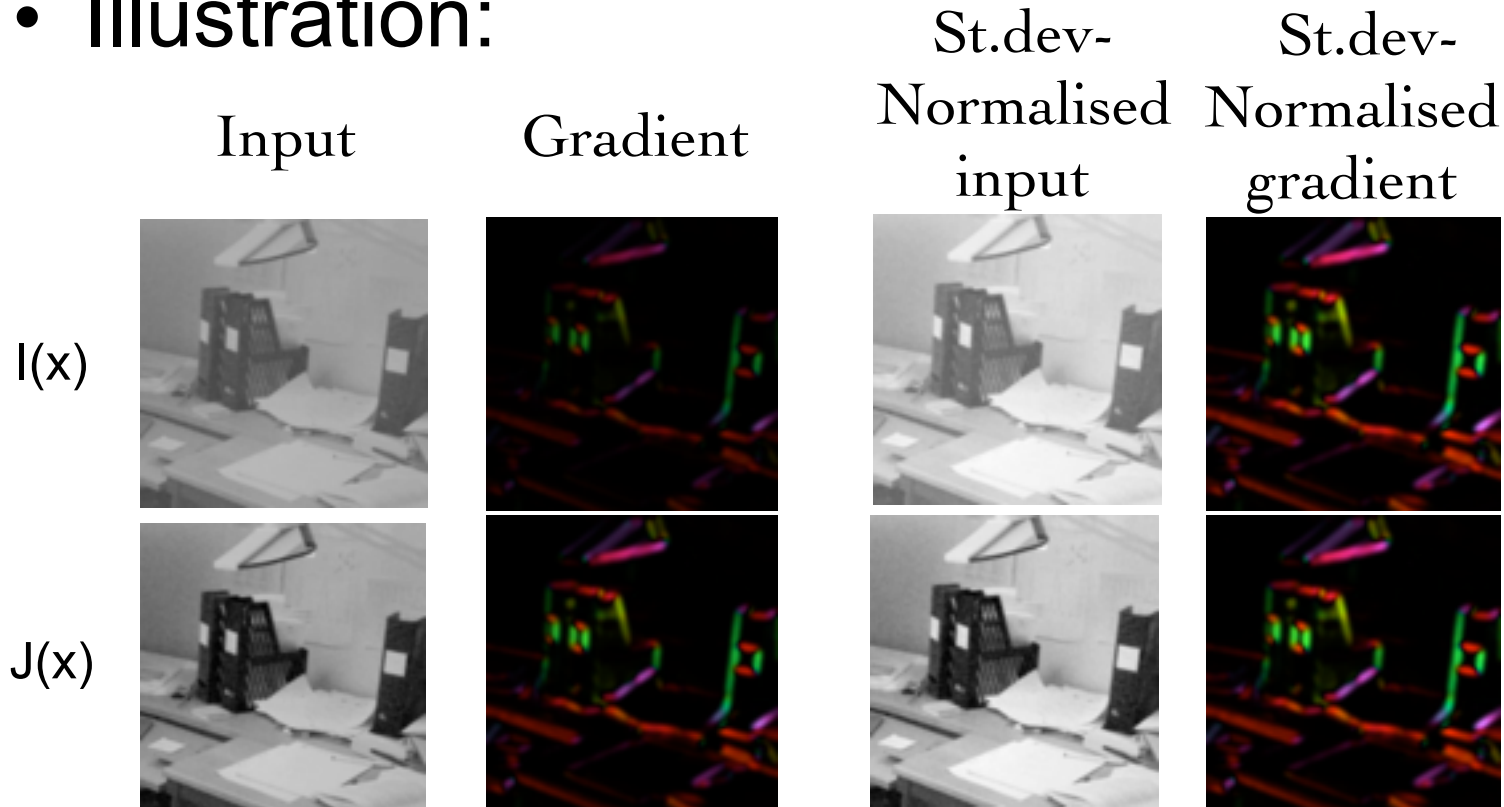 • Illustration:
Input
Gradient
St.dev-
Normalised
input
St.dev-
Normalised
gradient
I(x)
J(x)